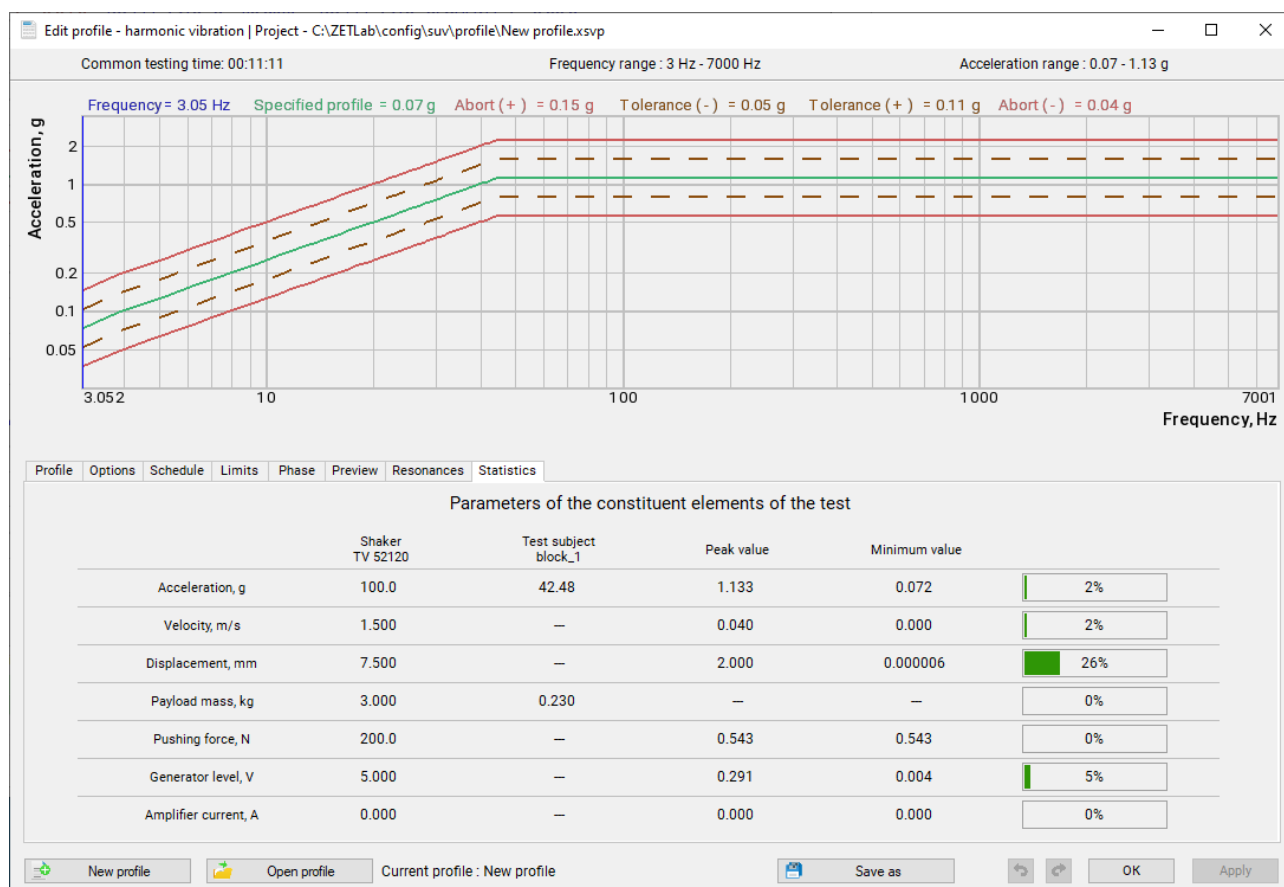 Edit profile - harmonic vibration | Project - C:\ZETLab\config\suv\profile\New profile.xsvp
Common testing time: 00:11:11 Frequency range : 3 Hz - 7000 Hz Acceleration range : 0.07 - 1.13 g
Frequency = 3.05 Hz Specified profile = 0.07 g Abort (+) = 0.15 g Tolerance (-) = 0.05 g Tolerance (+) = 0.11 g Abort (-) = 0.04 g
Acceleration, g
2
1
0.5
0.2
0.1
0.05
3.052 10 100 1000 7001
Frequency, Hz
Profile Options Schedule Limits Phase Preview Resonances Statistics
Parameters of the constituent elements of the test
Shaker Test subject Peak value Minimum value
TV 52120 block_1
Acceleration, g 100.0 42.48 1.133 0.072 2%
Velocity, m/s 1.500 — 0.040 0.000 2%
Displacement, mm 7.500 — 2.000 0.000006 26%
Payload mass, kg 3.000 0.230 — — 0%
Pushing force, N 200.0 — 0.543 0.543 0%
Generator level, V 5.000 — 0.291 0.004 5%
Amplifier current, A 0.000 — 0.000 0.000 0%
New profile Open profile Current profile : New profile Save as OK Apply